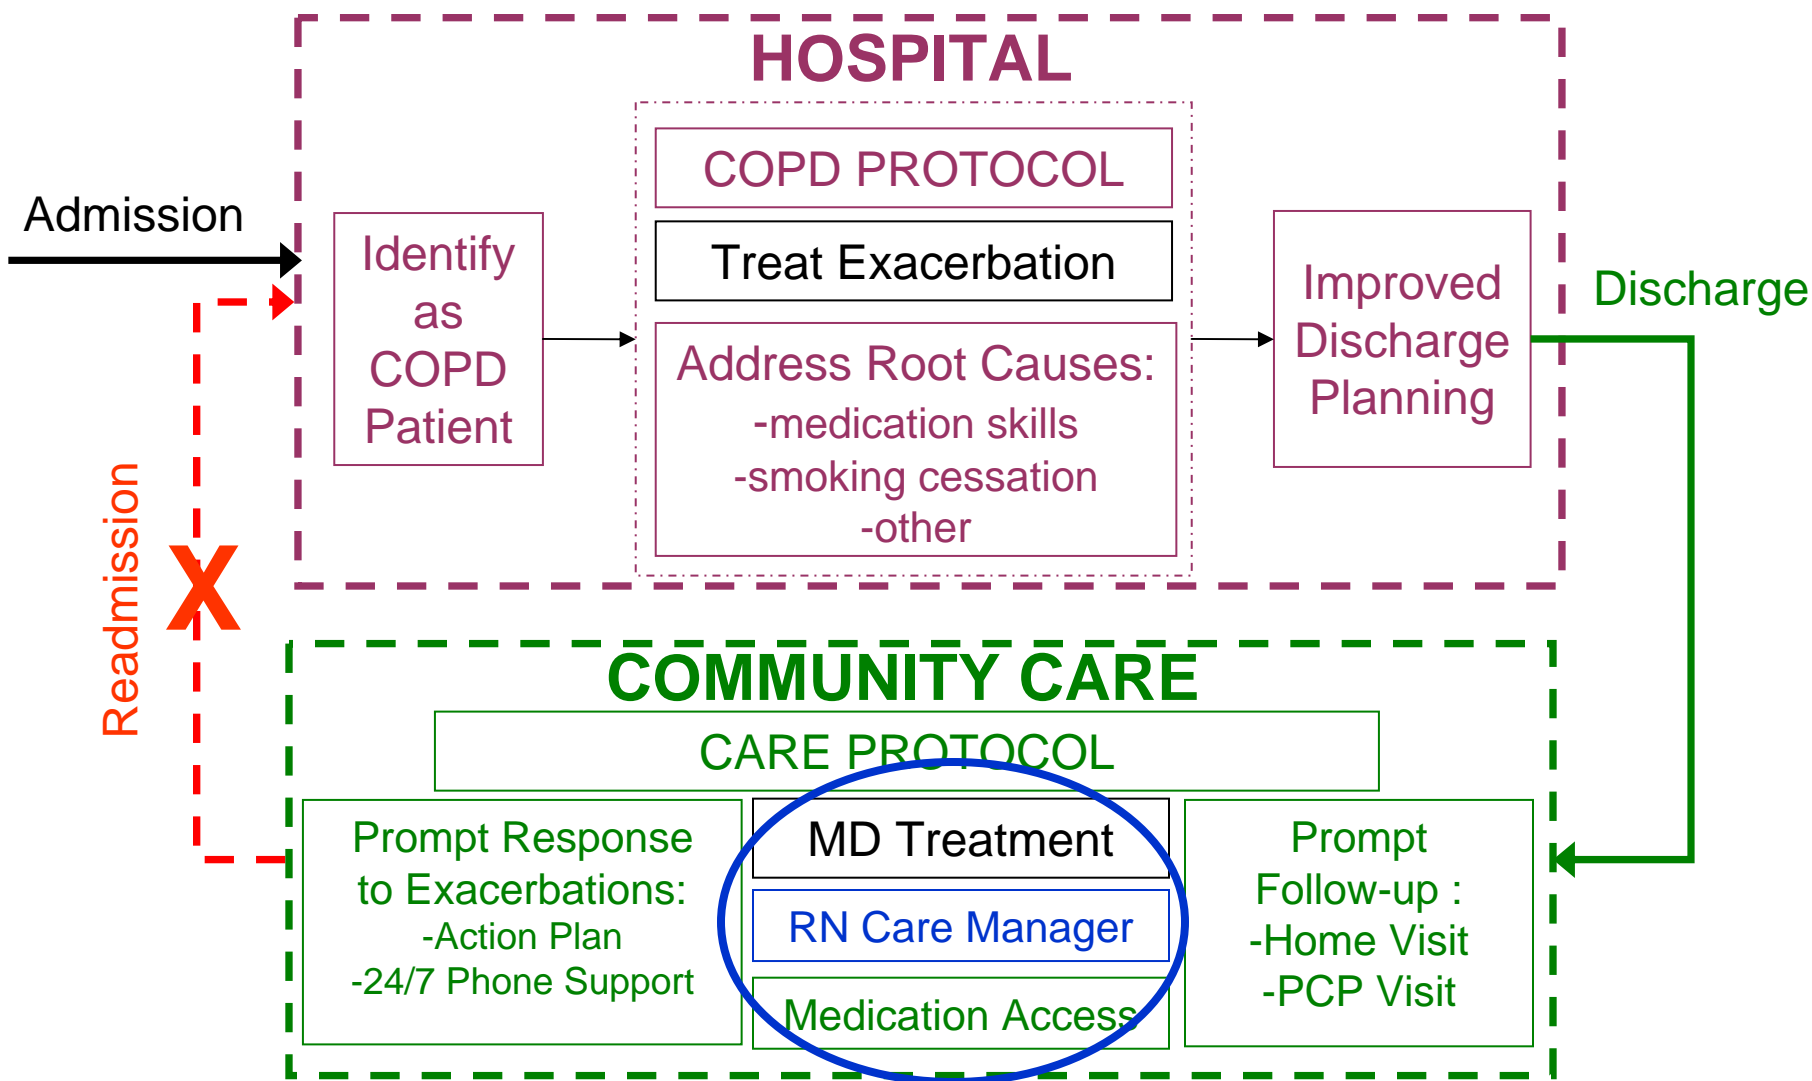 HOSPITAL
Admission
Identify
as
COPD
Patient
COPD PROTOCOL
Treat Exacerbation
Address Root Causes:
-medication skills
-smoking cessation
-other
Improved
Discharge
Planning
Discharge
Readmission
X
COMMUNITY CARE
CARE PROTOCOL
Prompt Response
to Exacerbations:
-Action Plan
-24/7 Phone Support
MD Treatment
RN Care Manager
Medication Access
Prompt
Follow-up :
-Home Visit
-PCP Visit